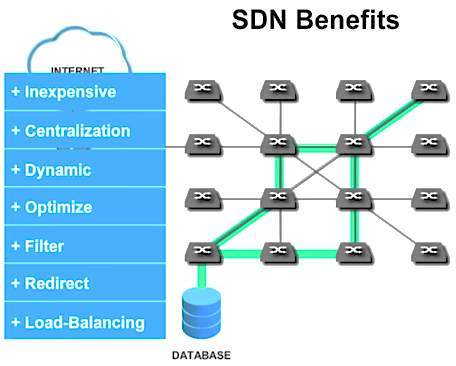 SDN Benefits
INTERNET
+ Inexpensive
+ Centralization
+ Dynamic
+ Optimize
+ Filter
+ Redirect
+ Load-Balancing
DATABASE